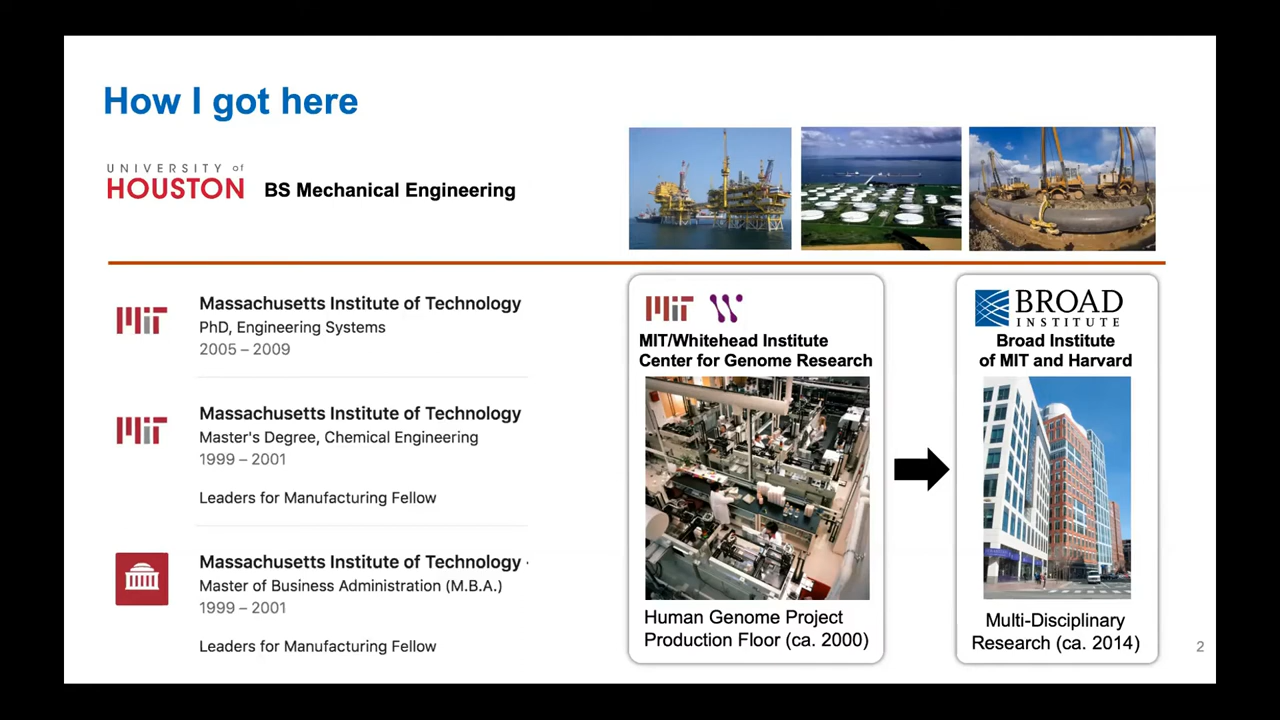 How I got here
UNIVERSITY of
HOUSTON
BS Mechanical Engineering
MIT
Massachusetts Institute of Technology
PhD, Engineering Systems
2005 – 2009
MIT
Massachusetts Institute of Technology
Master's Degree, Chemical Engineering
1999 – 2001
Leaders for Manufacturing Fellow
Massachusetts Institute of Technology ·
Master of Business Administration (M.B.A.)
1999 – 2001
Leaders for Manufacturing Fellow
MIT
MIT/Whitehead Institute
Center for Genome Research
Human Genome Project
Production Floor (ca. 2000)
BROAD
INSTITUTE
Broad Institute
of MIT and Harvard
Multi-Disciplinary
Research (ca. 2014)
2